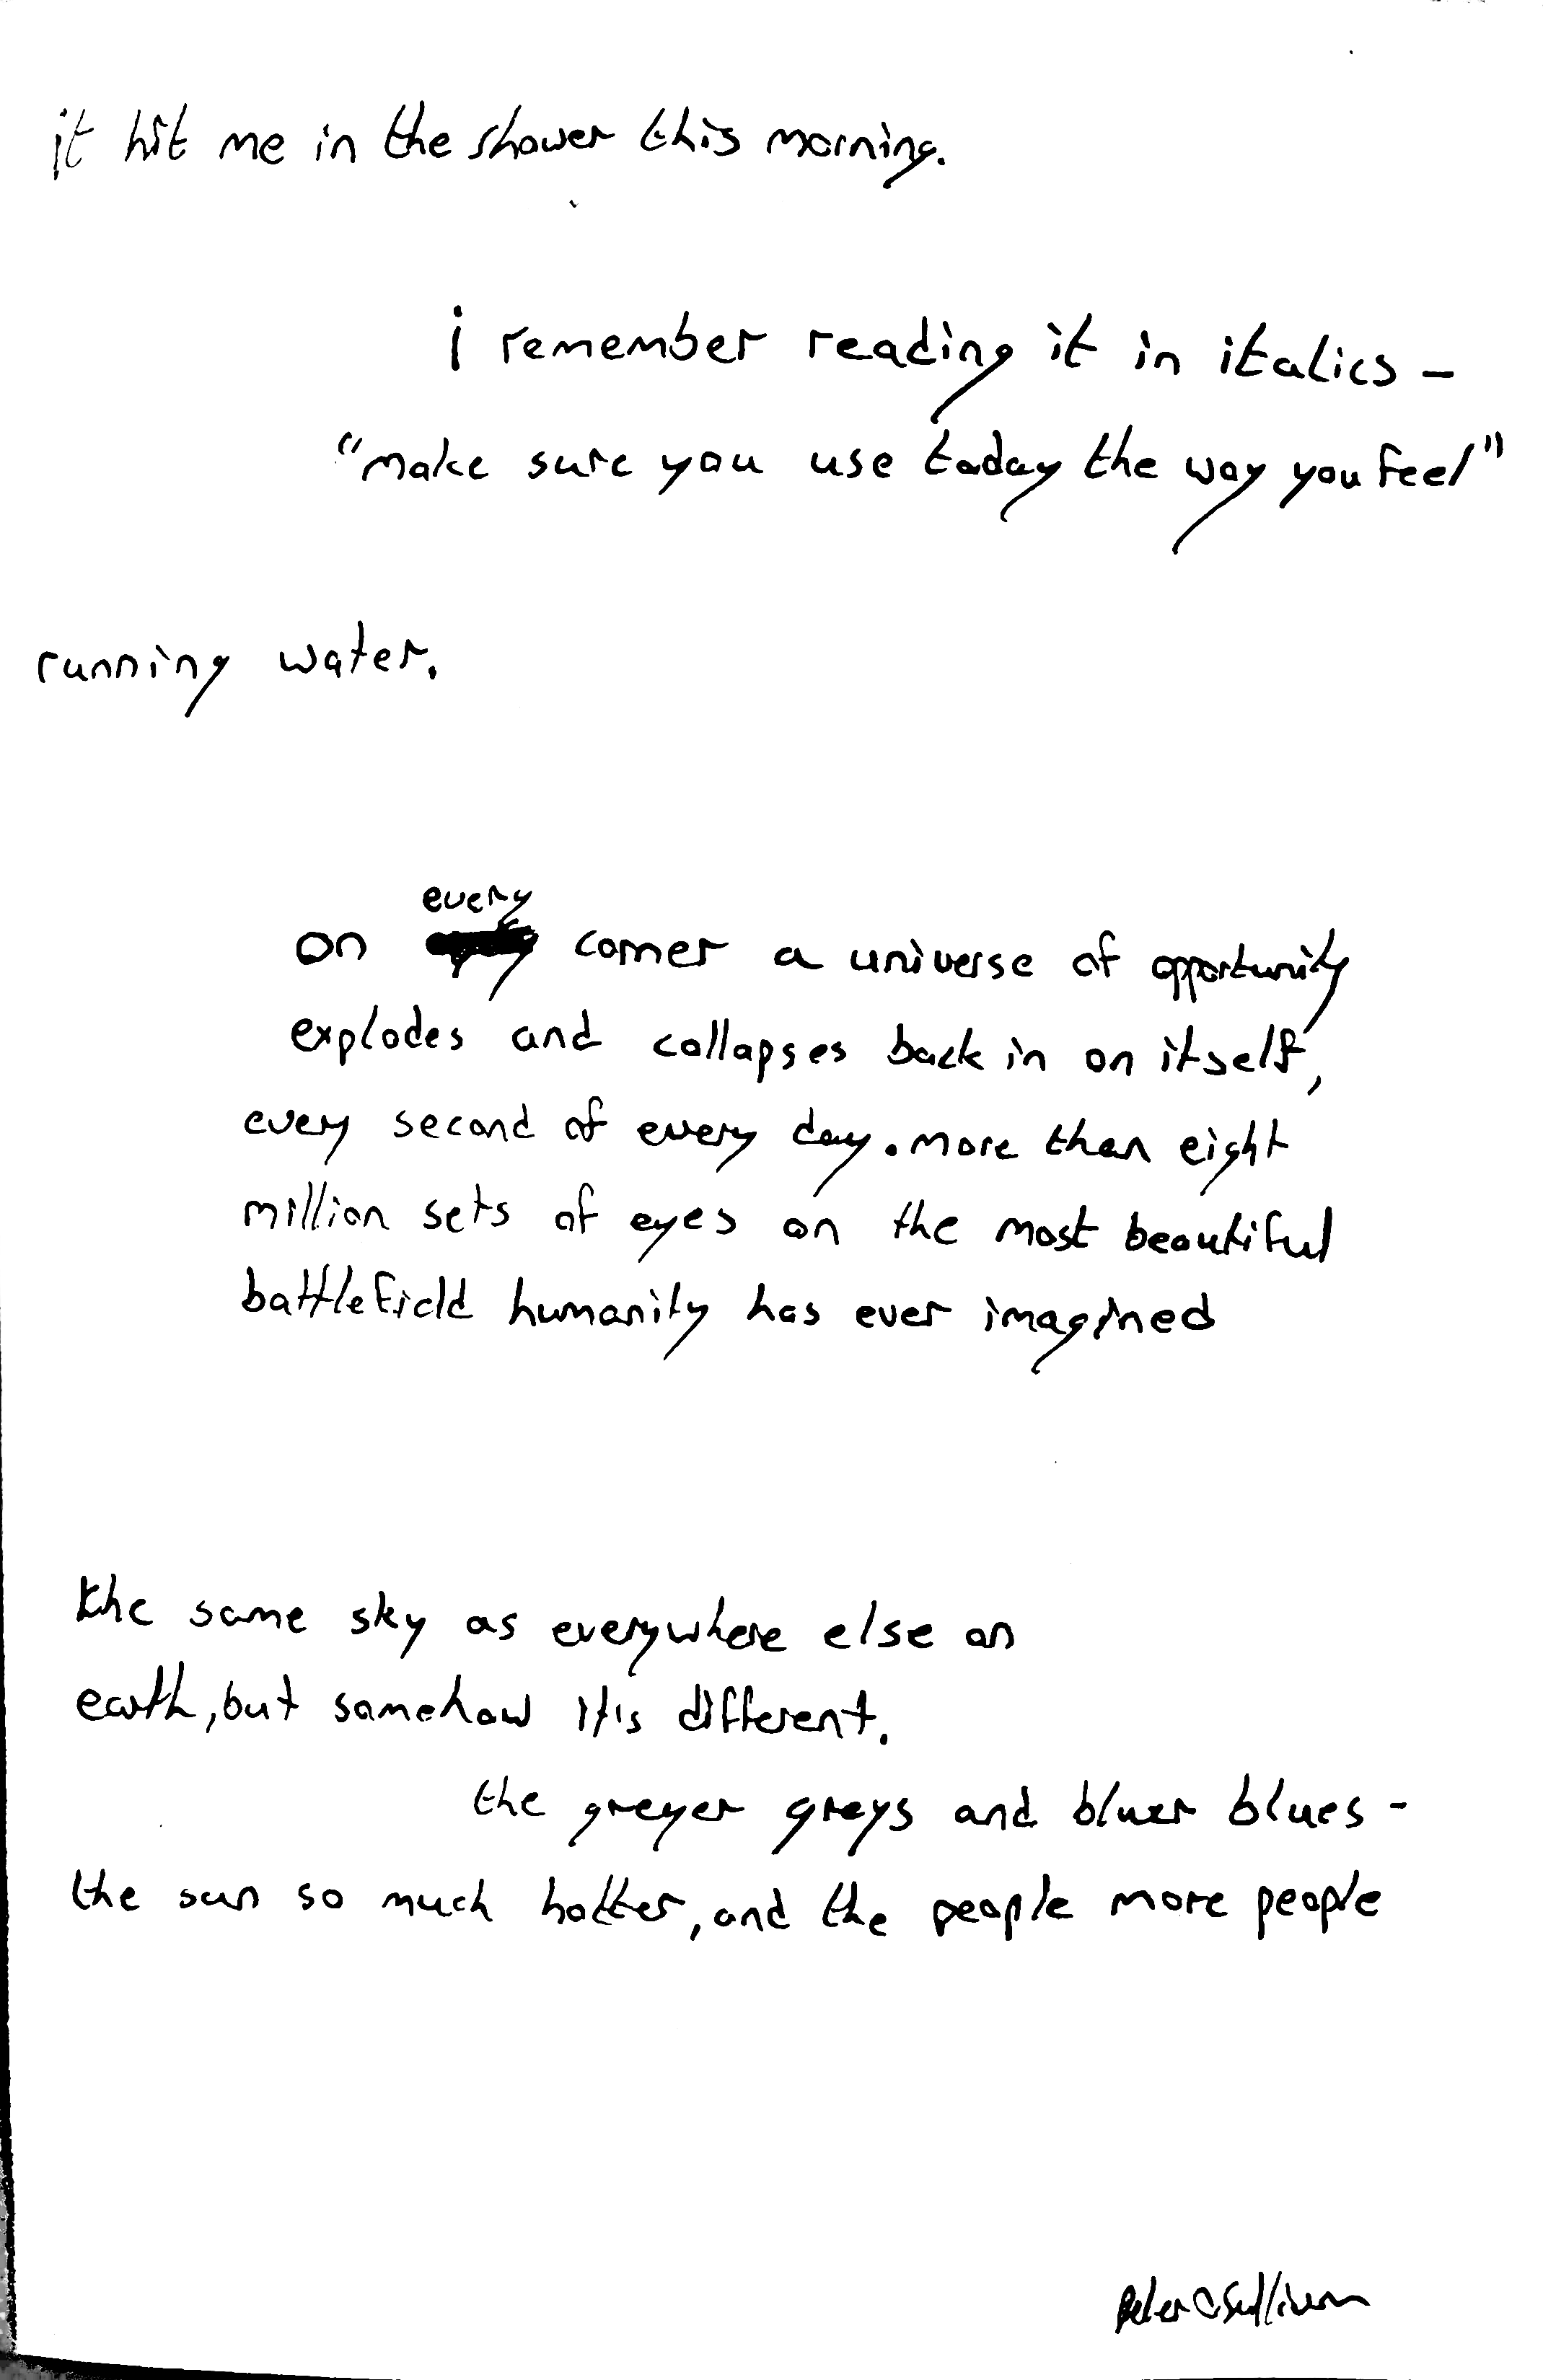 it hit me in the shower this morning.
i remember reading it in italics -
"make sure you use today the way you feel"
running water.
every
on corner a universe of opportunity
explodes and collapses back in on itself,
every second of every day. more than eight
million sets of eyes on the most beautiful
battlefield humanity has ever imagined
the same sky as everywhere else on
earth, but somehow it's different.
the greyer greys and bluer blues -
the sun so much hotter, and the people more people
Peter O'Sullivan